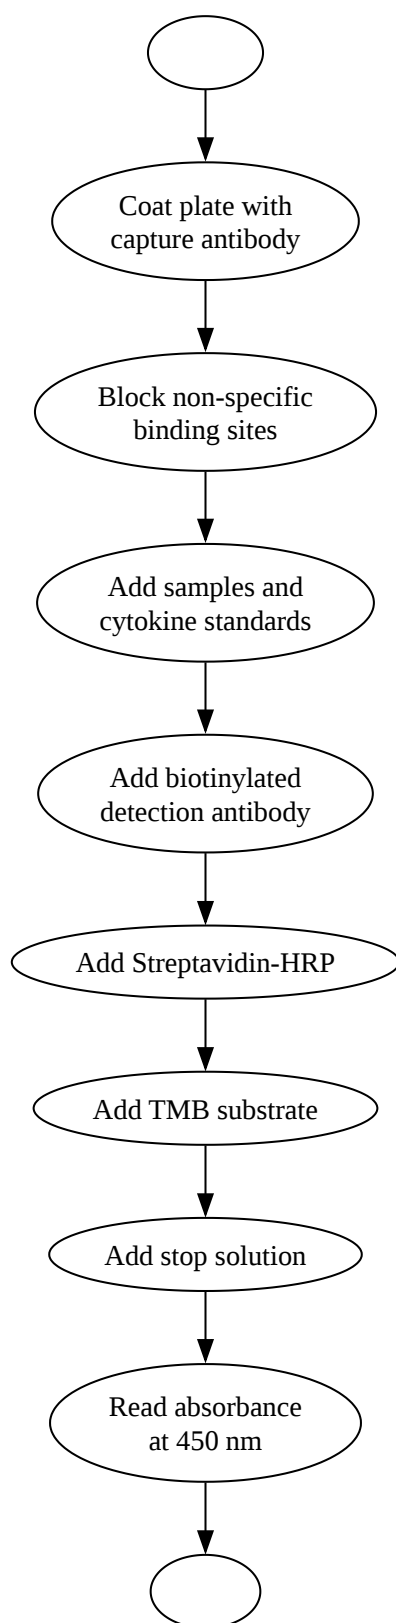 Coat plate with
capture antibody
Block non-specific
binding sites
Add samples and
cytokine standards
Add biotinylated
detection antibody
Add Streptavidin-HRP
Add TMB substrate
Add stop solution
Read absorbance
at 450 nm